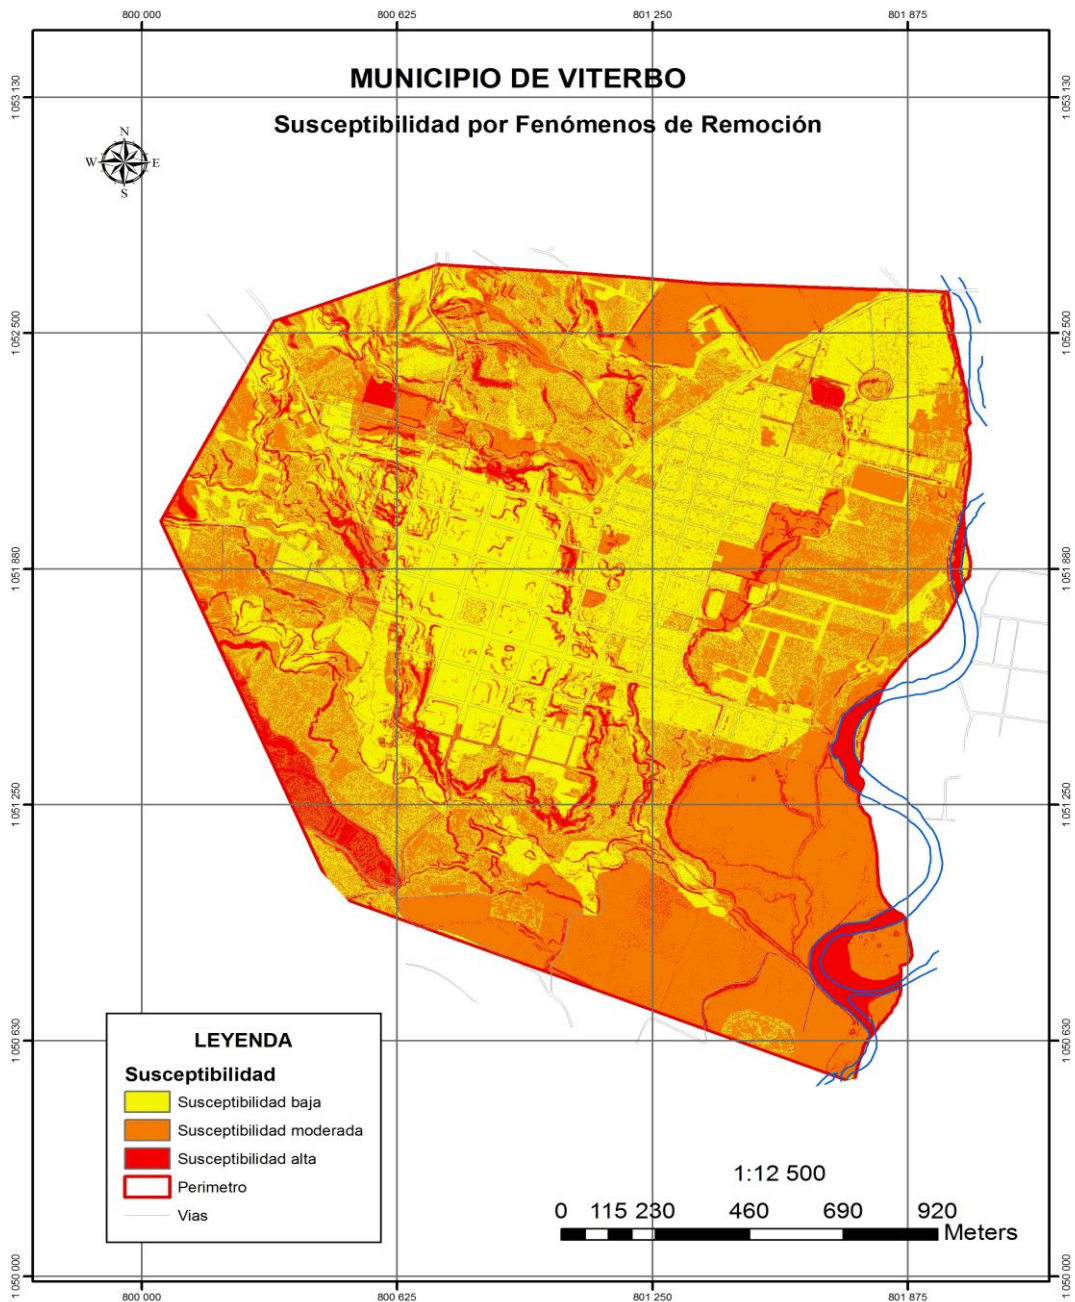 800 000 800 625 801 250 801 875
MUNICIPIO DE VITERBO
Susceptibilidad por Fenómenos de Remoción
N
W E
S
1 053 130 1 053 130
1 052 500 1 052 500
1 051 880 1 051 880
1 051 250 1 051 250
1 050 630 1 050 630
1 050 000 1 050 000
LEYENDA
Susceptibilidad
Susceptibilidad baja
Susceptibilidad moderada
Susceptibilidad alta
Perimetro
Vias
1:12 500
0 115 230 460 690 920
Meters
800 000 800 625 801 250 801 875